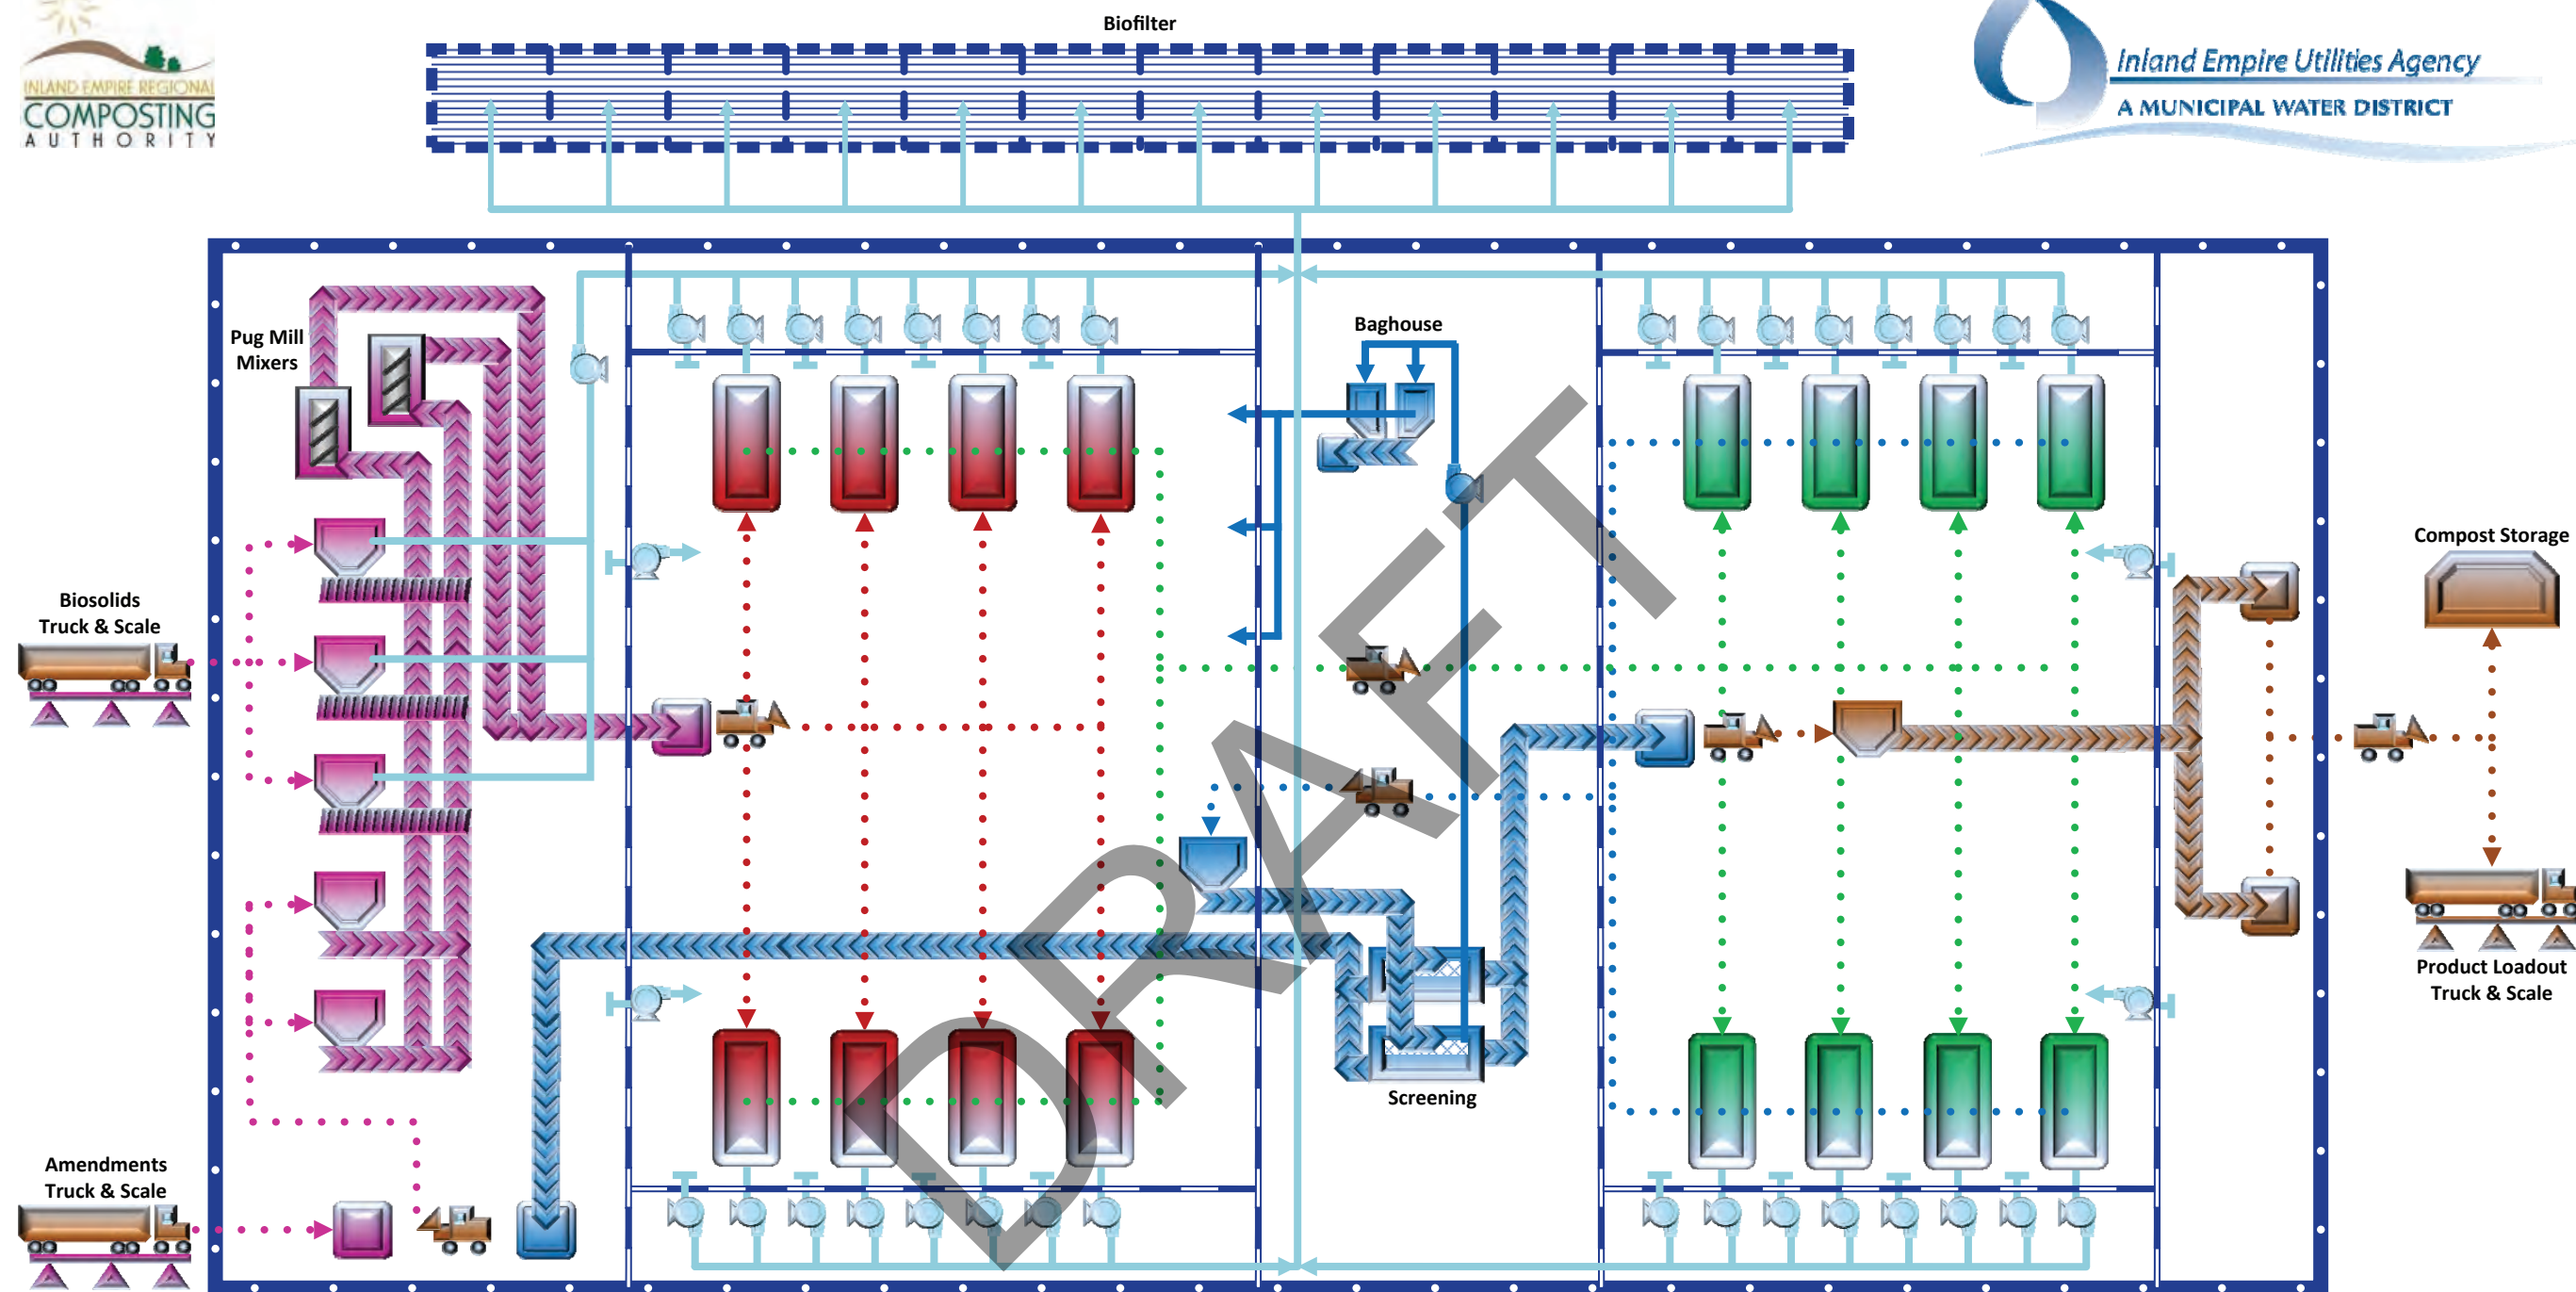 Biofilter
INLAND EMPIRE REGIONAL
COMPOSTING
AUTHORITY
Inland Empire Utilities Agency
A MUNICIPAL WATER DISTRICT
Pug Mill
Mixers
Baghouse
Biosolids
Truck & Scale
Compost Storage
DRAFT
Product Loadout
Truck & Scale
Screening
Amendments
Truck & Scale